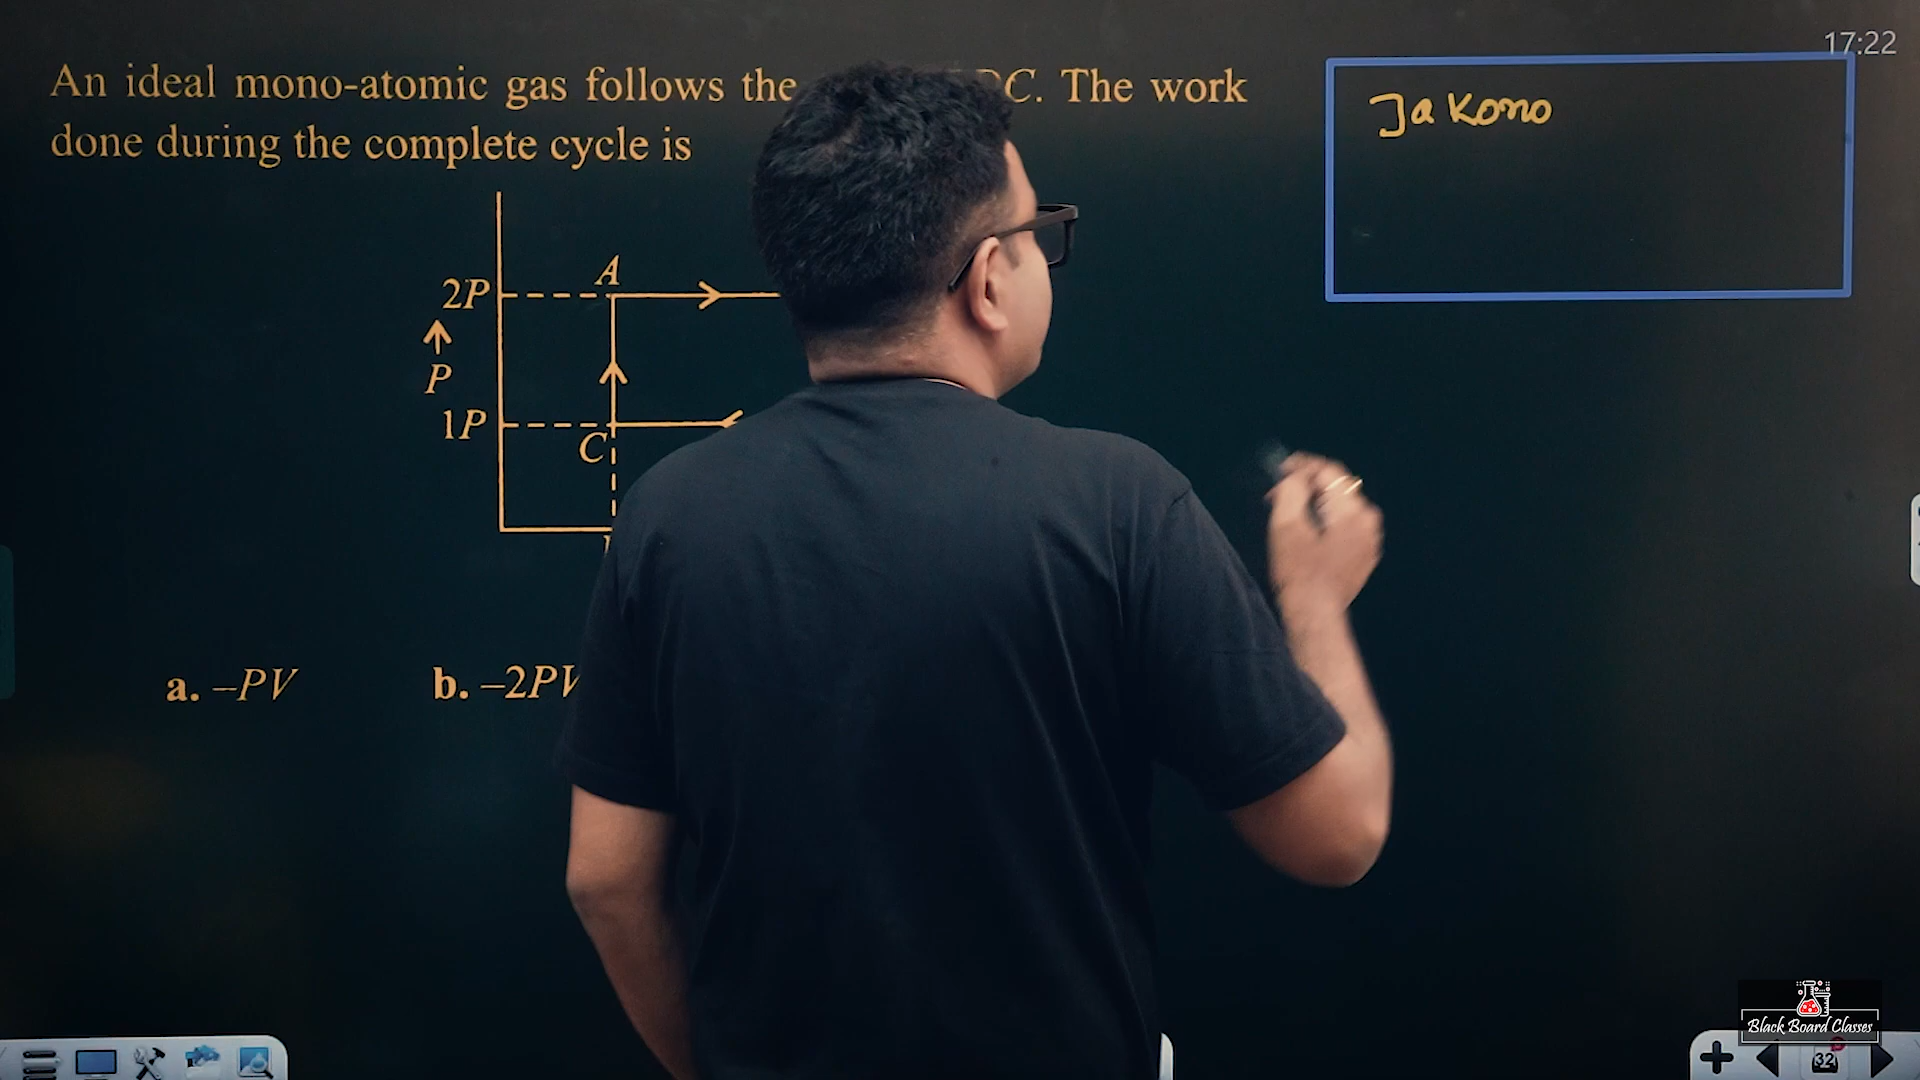 17:22
An ideal mono-atomic gas follows the C. The work
done during the complete cycle is
Ja Kono
A
2P
P
1P
C
a. –PV
b. –2PV
Black Board Classes
32